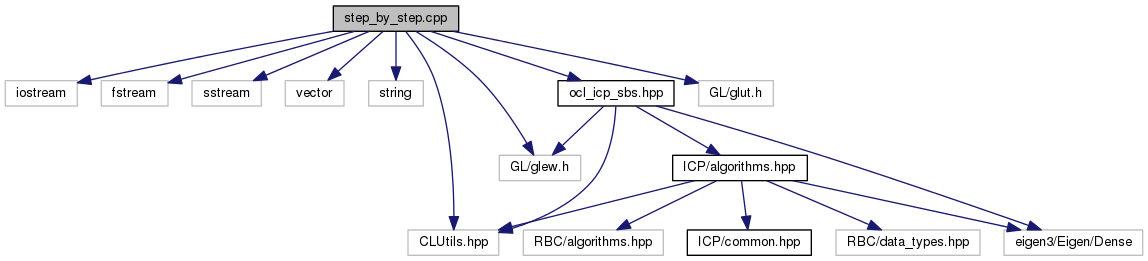 step_by_step.cpp
iostream
fstream
sstream
vector
string
ocl_icp_sbs.hpp
GL/glut.h
GL/glew.h
ICP/algorithms.hpp
CLUtils.hpp
RBC/algorithms.hpp
ICP/common.hpp
RBC/data_types.hpp
eigen3/Eigen/Dense